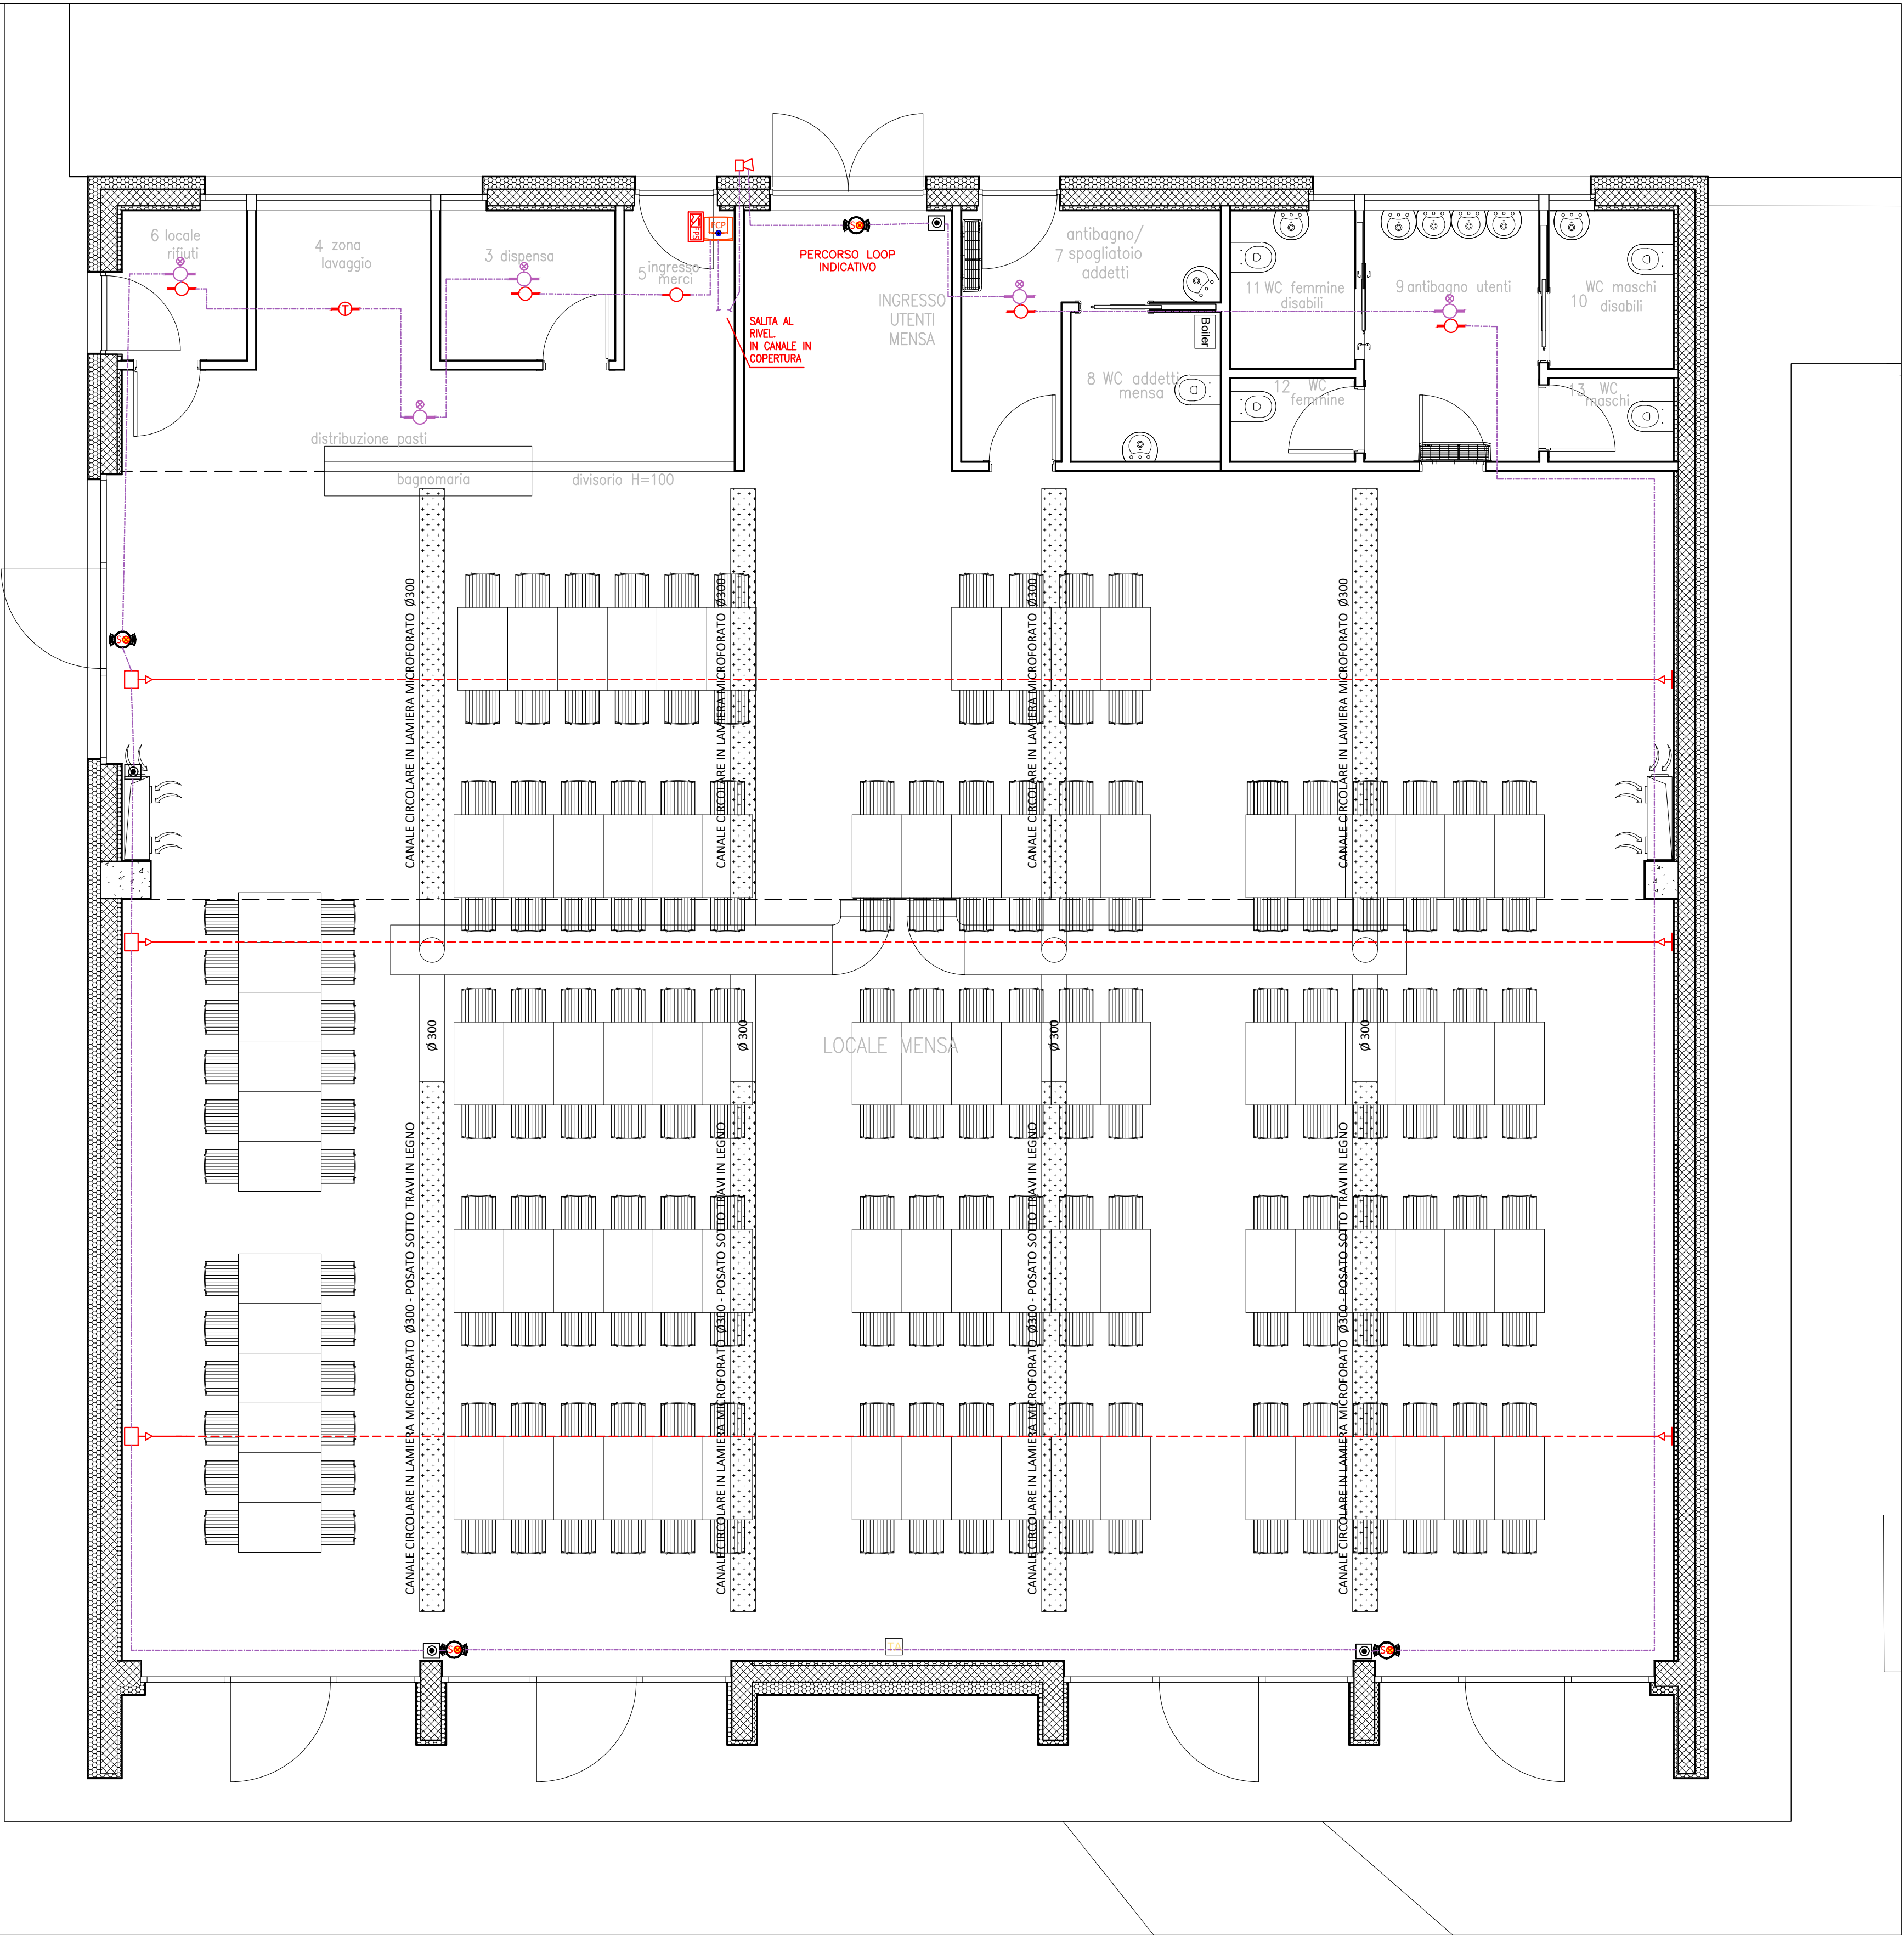 6 locale
rifiuti
4 zona
lavaggio
3 dispensa
5 ingresso
merci
FCP
PERCORSO LOOP
INDICATIVO
INGRESSO
UTENTI
MENSA
SALITA AL
RIVEL.
IN CANALE IN
COPERTURA
antibagno/
7 spogliatoio
addetti
Boiler
8 WC addetti
mensa
11 WC femmine
disabili
9 antibagno utenti
WC maschi
10 disabili
12 WC
femmine
13 WC
maschi
T
distribuzione pasti
bagnomaria
divisorio H=100
CANALE CIRCOLARE IN LAMIERA MICROFORATO Ø300
CANALE CIRCOLARE IN LAMIERA MICROFORATO Ø300
CANALE CIRCOLARE IN LAMIERA MICROFORATO Ø300
CANALE CIRCOLARE IN LAMIERA MICROFORATO Ø300
Ø 300
Ø 300
Ø 300
Ø 300
LOCALE MENSA
CANALE CIRCOLARE IN LAMIERA MICROFORATO Ø300 - POSATO SOTTO TRAVI IN LEGNO
CANALE CIRCOLARE IN LAMIERA MICROFORATO Ø300 - POSATO SOTTO TRAVI IN LEGNO
CANALE CIRCOLARE IN LAMIERA MICROFORATO Ø300 - POSATO SOTTO TRAVI IN LEGNO
CANALE CIRCOLARE IN LAMIERA MICROFORATO Ø300 - POSATO SOTTO TRAVI IN LEGNO
TA